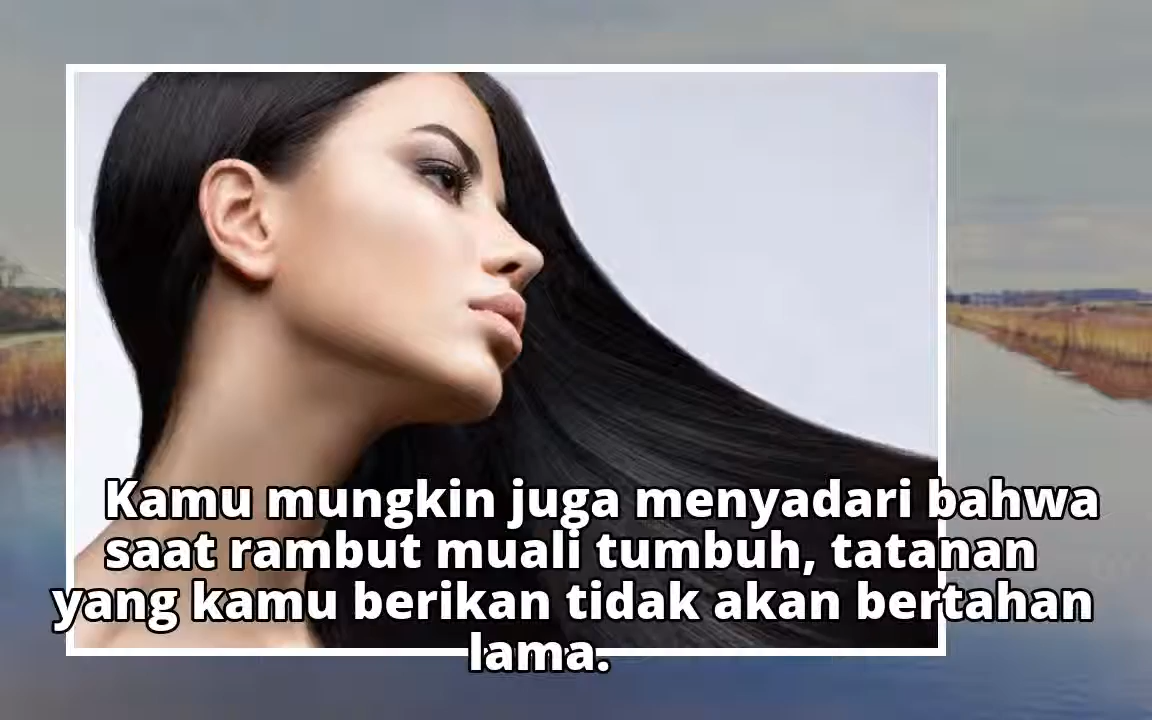 Kamu mungkin juga menyadari bahwa
saat rambut muali tumbuh, tatanan
yang kamu berikan tidak akan bertahan
lama.